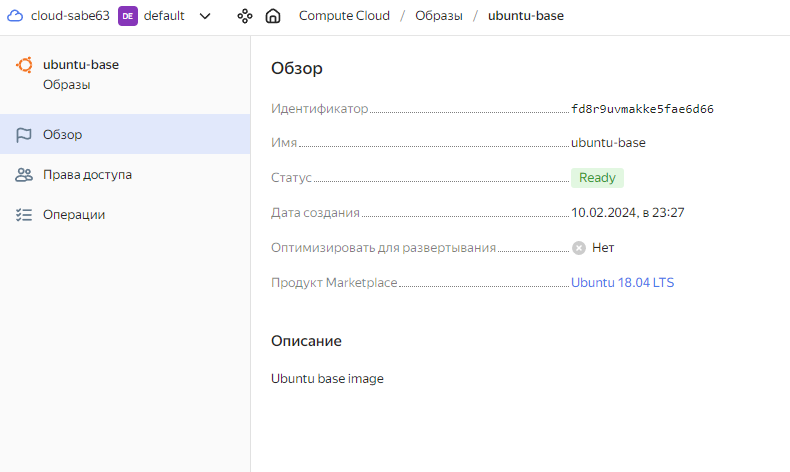 cloud-sabe63 DE default Compute Cloud / Образы / ubuntu-base
ubuntu-base
Образы
Обзор
Права доступа
Операции
Обзор
Идентификатор fd8r9uvmakke5fae6d66
Имя ubuntu-base
Статус Ready
Дата создания 10.02.2024, в 23:27
Оптимизировать для развертывания Нет
Продукт Marketplace Ubuntu 18.04 LTS
Описание
Ubuntu base image